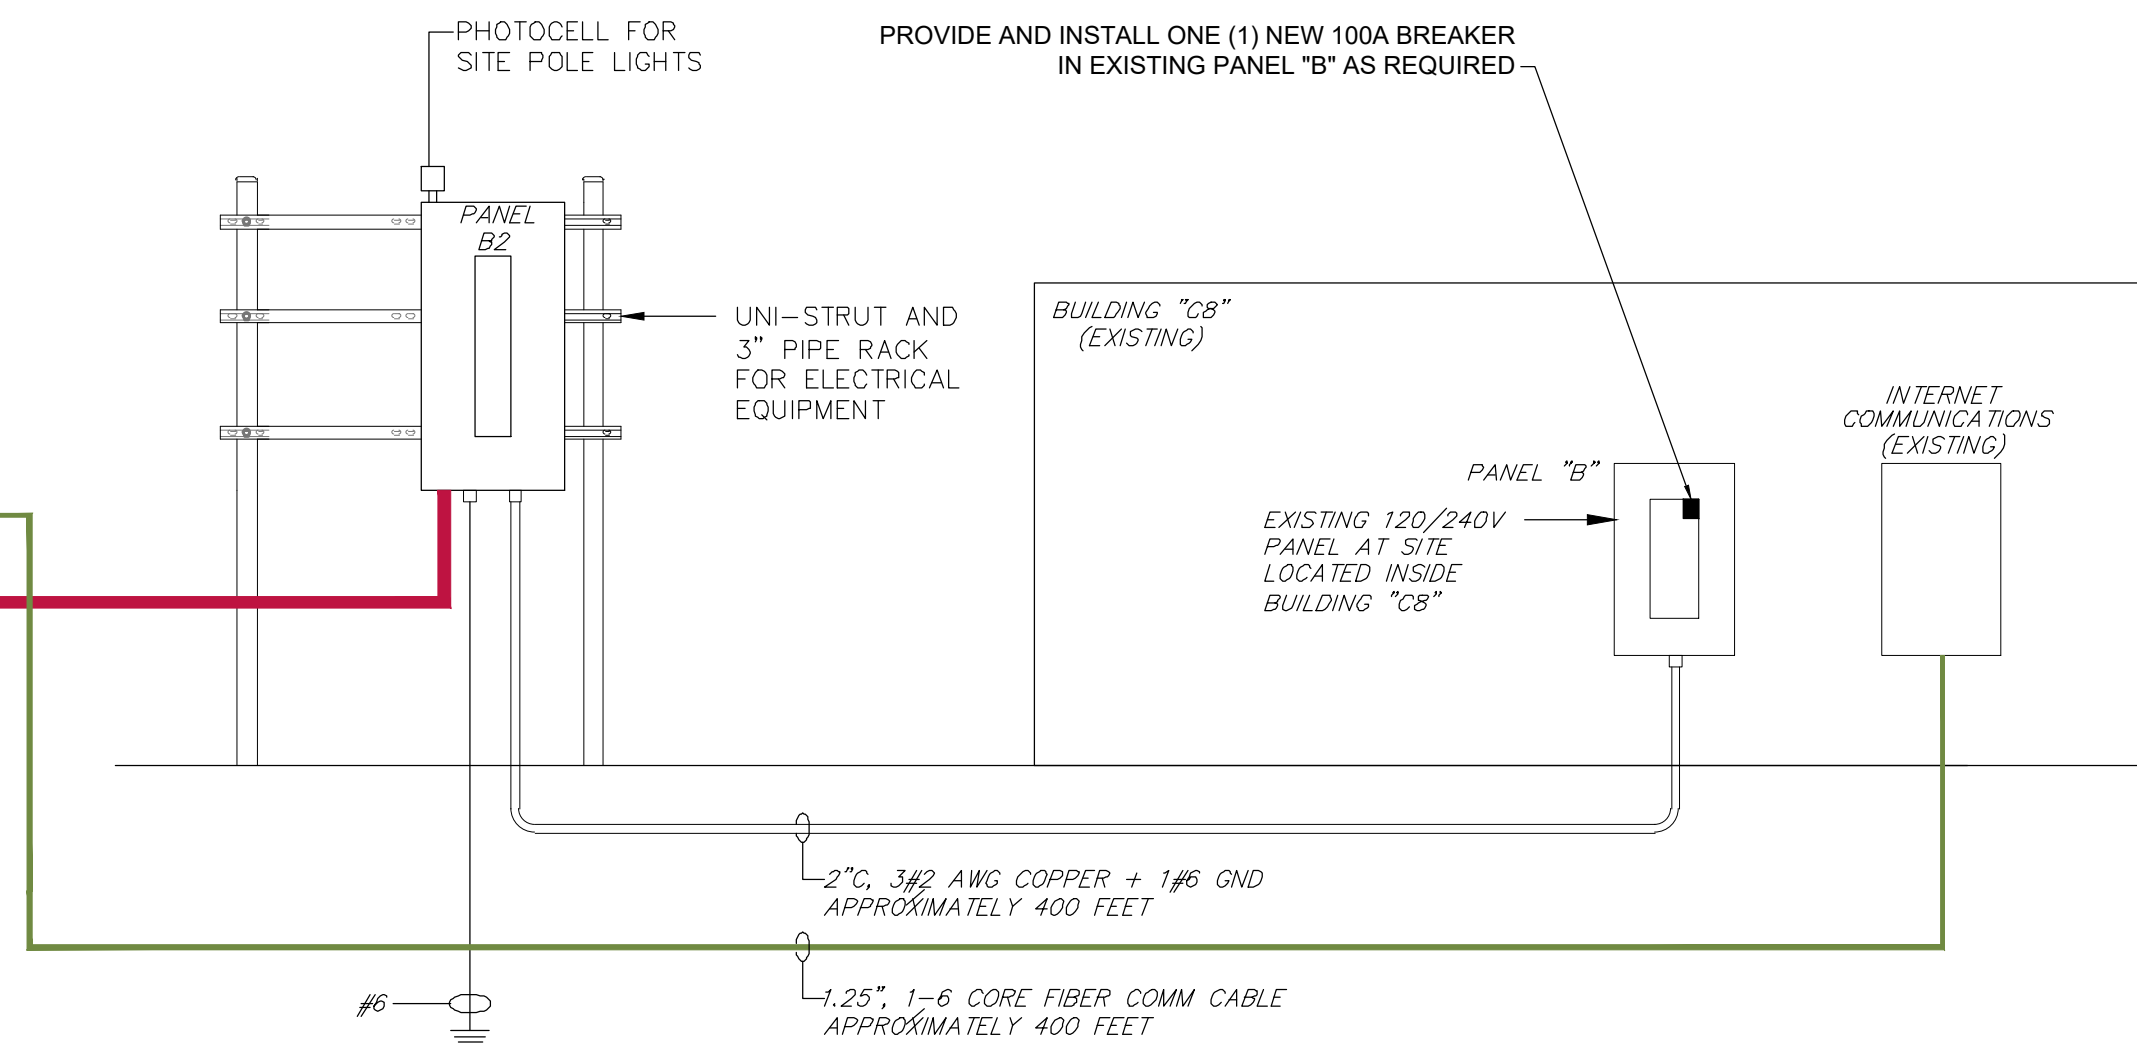 PHOTOCELL FOR
SITE POLE LIGHTS
PROVIDE AND INSTALL ONE (1) NEW 100A BREAKER
IN EXISTING PANEL "B" AS REQUIRED
PANEL
B2
UNI-STRUT AND
3" PIPE RACK
FOR ELECTRICAL
EQUIPMENT
BUILDING "C8"
(EXISTING)
INTERNET
COMMUNICATIONS
(EXISTING)
PANEL "B"
EXISTING 120/240V
PANEL AT SITE
LOCATED INSIDE
BUILDING "C8"
2"C, 3#2 AWG COPPER + 1#6 GND
APPROXIMATELY 400 FEET
#6
1.25", 1-6 CORE FIBER COMM CABLE
APPROXIMATELY 400 FEET